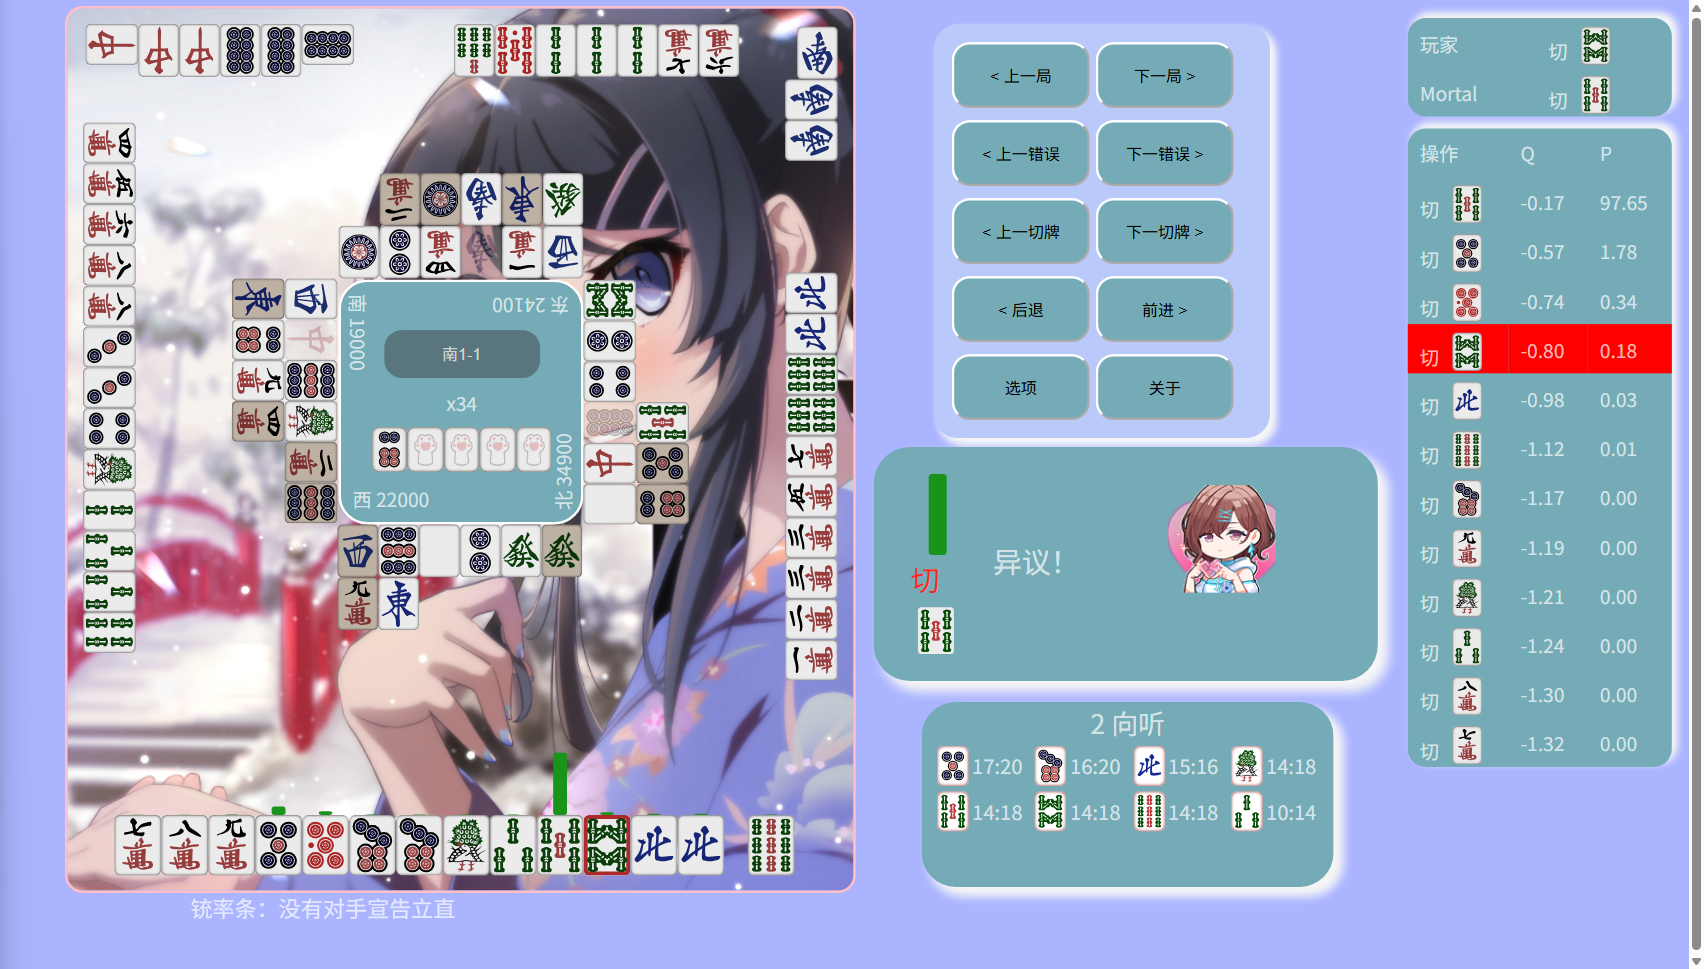 < 上一局
下一局 >
< 上一错误
下一错误 >
< 上一切牌
下一切牌 >
< 后退
前进 >
选项
关于
玩家 切
Mortal 切
操作 Q P
切 -0.17 97.65
切 -0.57 1.78
切 -0.74 0.34
切 -0.80 0.18
切 -0.98 0.03
切 -1.12 0.01
切 -1.17 0.00
切 -1.19 0.00
切 -1.21 0.00
切 -1.24 0.00
切 -1.30 0.00
切 -1.32 0.00
东 24100
南 19000
南1-1
x34
西 22000
北 34900
异议！
切
2 向听
17:20 16:20 15:16 14:18
14:18 14:18 14:18 10:14
铳率条：没有对手宣告立直